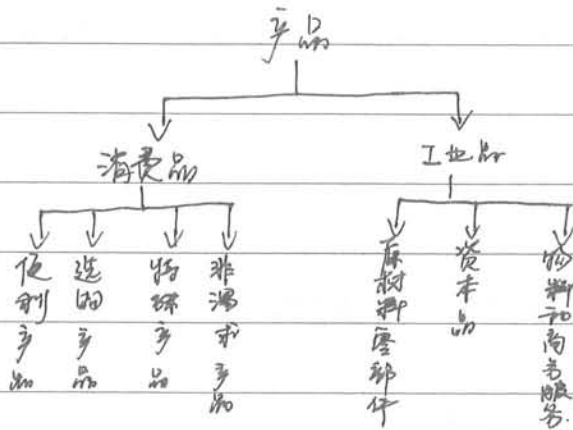 产品
消费品
工业品
便利产品
选购产品
特殊产品
非渴求产品
原材料零部件
资本品
物料和商务服务